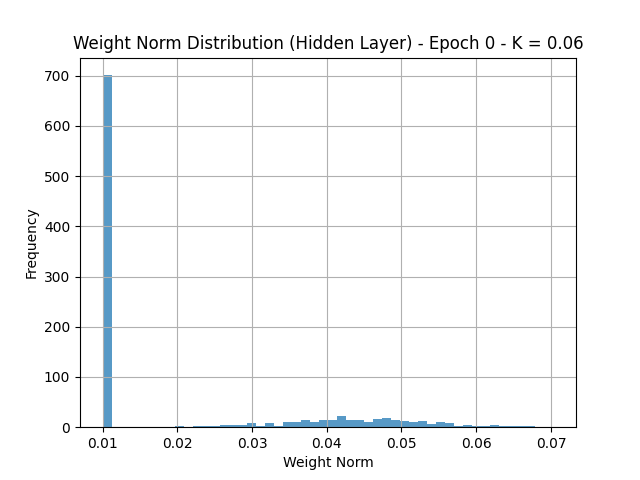 Weight Norm Distribution (Hidden Layer) - Epoch 0 - K = 0.06
700
600
500
400
300
200
100
0
Frequency
0.01 0.02 0.03 0.04 0.05 0.06 0.07
Weight Norm